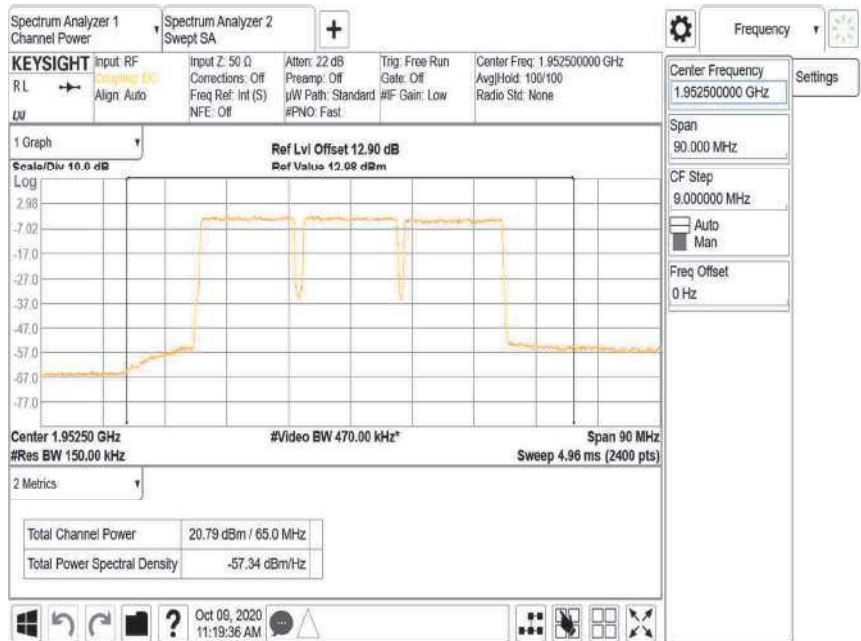 Spectrum Analyzer 1
Channel Power
Spectrum Analyzer 2
Swept SA
+
Frequency
KEYSIGHT
RL
LXI
Input: RF
Coupling: DC
Align: Auto
Input Z: 50 Ω
Corrections: Off
Freq Ref: Int (S)
NFE: Off
Atten: 22 dB
Preamp: Off
µW Path: Standard
#PNO: Fast
Trig: Free Run
Gate: Off
#IF Gain: Low
Center Freq: 1.952500000 GHz
Avg|Hold: 100/100
Radio Std: None
Center Frequency
1.952500000 GHz
Settings
Span
90.000 MHz
CF Step
9.000000 MHz
Auto
Man
Freq Offset
0 Hz
1 Graph
Scale/Div 10.0 dB
Ref Lvl Offset 12.90 dB
Ref Value 12.98 dBm
Log
2.98
-7.02
-17.0
-27.0
-37.0
-47.0
-57.0
-67.0
-77.0
Center 1.95250 GHz
#Video BW 470.00 kHz*
Span 90 MHz
#Res BW 150.00 kHz
Sweep 4.96 ms (2400 pts)
2 Metrics
Total Channel Power 20.79 dBm / 65.0 MHz
Total Power Spectral Density -57.34 dBm/Hz
?
Oct 09, 2020
11:19:36 AM